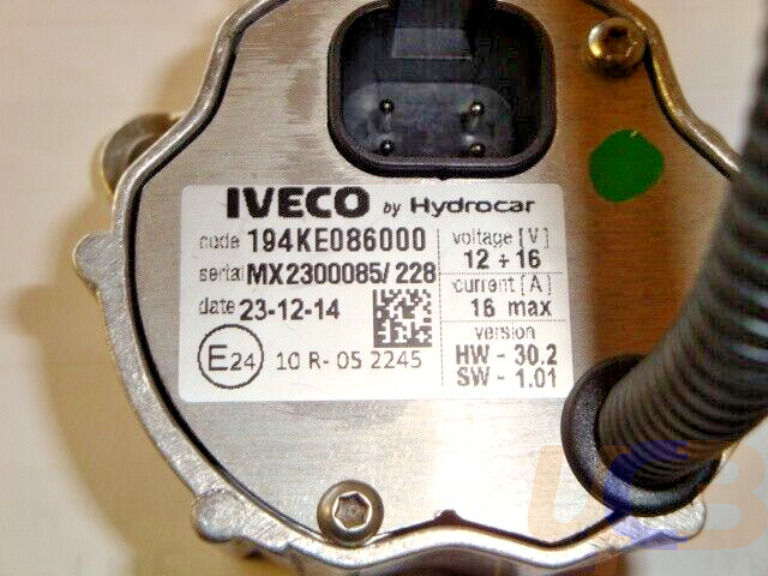 IVECO by Hydrocar
code 194KE086000
serial MX2300085/228
date 23-12-14
E24 10 R-05 2245
voltage [V]
12 ÷ 16
current [A]
16 max
version
HW - 30.2
SW - 1.01
UCB